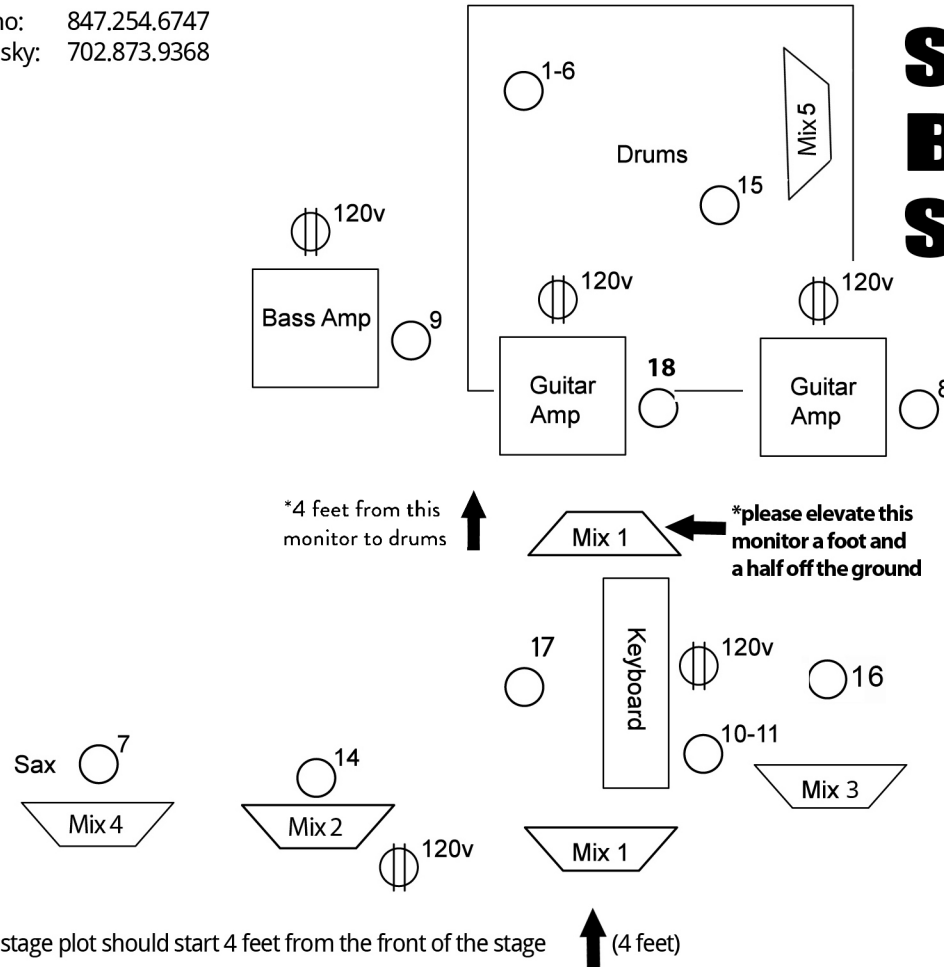 no: 847.254.6747
sky: 702.873.9368
S
B
S
1-6
Mix 5
Drums
15
120v
120v
120v
Bass Amp
9
18
Guitar
Amp
Guitar
Amp
8
*4 feet from this
monitor to drums
Mix 1
*please elevate this
monitor a foot and
a half off the ground
17
Keyboard
120v
16
10-11
Sax
7
14
Mix 3
Mix 4
Mix 2
120v
Mix 1
stage plot should start 4 feet from the front of the stage
(4 feet)